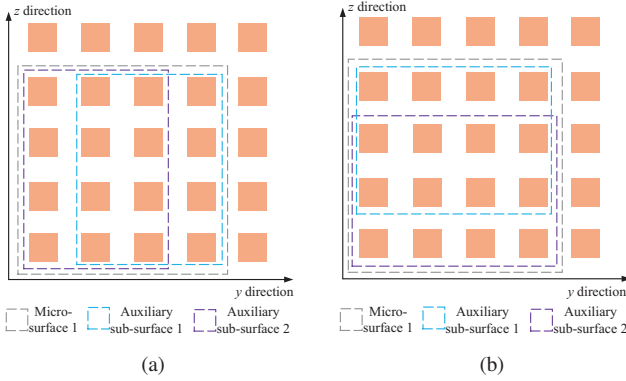 z direction
y direction
Micro-
surface 1
Auxiliary
sub-surface 1
Auxiliary
sub-surface 2
(a)
z direction
y direction
Micro-
surface 1
Auxiliary
sub-surface 1
Auxiliary
sub-surface 2
(b)